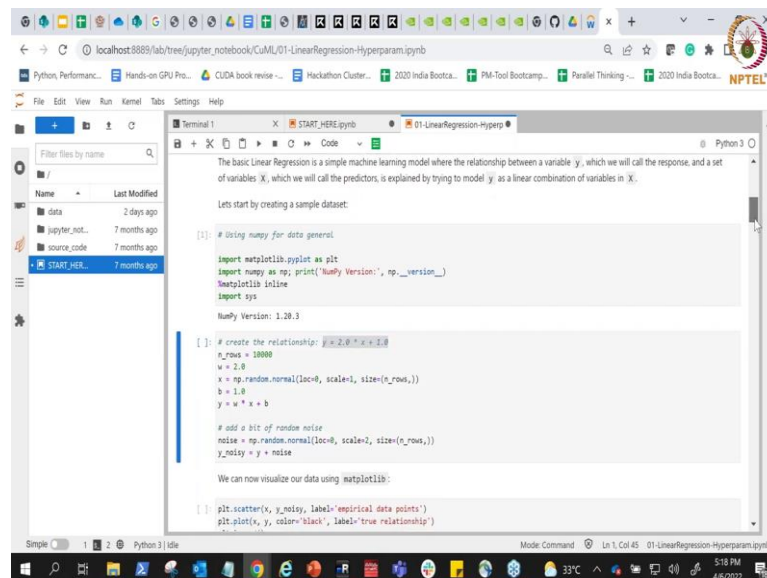 localhost:8889/lab/tree/jupyter_notebook/CuML/01-LinearRegression-Hyperparam.ipynb
Python, Performanc... Hands-on GPU Pro... CUDA book revise -... Hackathon Cluster... 2020 India Bootca... PM-Tool Bootcamp... Parallel Thinking -... 2020 India Bootca...
NPTEL
File Edit View Run Kernel Tabs Settings Help
Terminal 1 START_HERE.ipynb 01-LinearRegression-Hyperp
Code Python 3
Filter files by name
/
Name Last Modified
data 2 days ago
jupyter_not... 7 months ago
source_code 7 months ago
START_HER... 7 months ago
The basic Linear Regression is a simple machine learning model where the relationship between a variable y, which we will call the response, and a set
of variables X, which we will call the predictors, is explained by trying to model y as a linear combination of variables in X.
Lets start by creating a sample dataset:
[1]: # Using numpy for data general
import matplotlib.pyplot as plt
import numpy as np; print('NumPy Version:', np.__version__)
%matplotlib inline
import sys
NumPy Version: 1.20.3
[ ]: # create the relationship: y = 2.0 * x + 1.0
n_rows = 10000
w = 2.0
x = np.random.normal(loc=0, scale=1, size=(n_rows,))
b = 1.0
y = w * x + b
# add a bit of random noise
noise = np.random.normal(loc=0, scale=2, size=(n_rows,))
y_noisy = y + noise
We can now visualize our data using matplotlib:
[ ]: plt.scatter(x, y_noisy, label='empirical data points')
plt.plot(x, y, color='black', label='true relationship')
Simple 1 2 Python 3 | Idle Mode: Command Ln 1, Col 45 01-LinearRegression-Hyperparam.ipyn
33°C 5:18 PM
4/6/2022